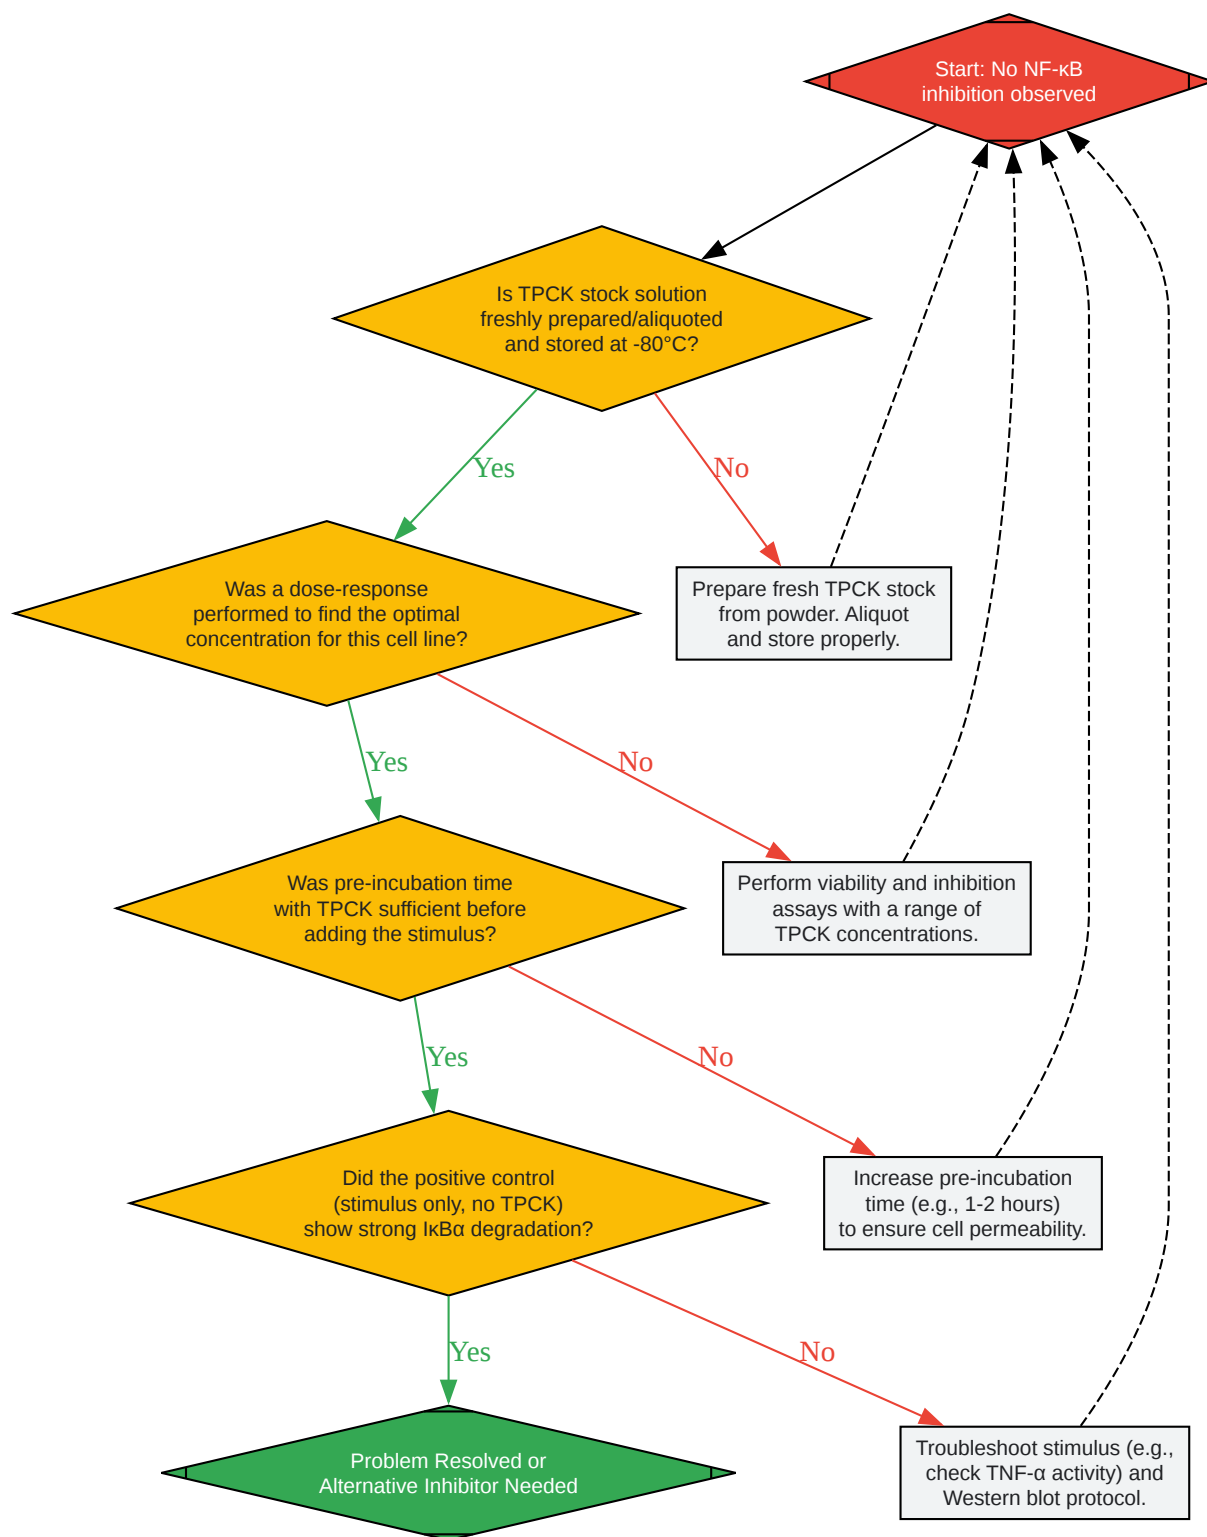 Start: No NF-κB
inhibition observed
Is TPCK stock solution
freshly prepared/aliquoted
and stored at -80°C?
Yes
No
Was a dose-response
performed to find the optimal
concentration for this cell line?
Prepare fresh TPCK stock
from powder. Aliquot
and store properly.
Yes
No
Was pre-incubation time
with TPCK sufficient before
adding the stimulus?
Perform viability and inhibition
assays with a range of
TPCK concentrations.
Yes
No
Did the positive control
(stimulus only, no TPCK)
show strong IκBα degradation?
Increase pre-incubation
time (e.g., 1-2 hours)
to ensure cell permeability.
Yes
No
Problem Resolved or
Alternative Inhibitor Needed
Troubleshoot stimulus (e.g.,
check TNF-α activity) and
Western blot protocol.